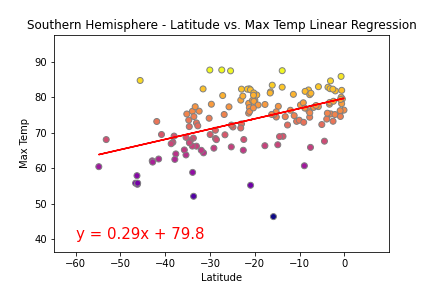 Southern Hemisphere - Latitude vs. Max Temp Linear Regression
90
80
70
60
50
40
Max Temp
y = 0.29x + 79.8
−60 −50 −40 −30 −20 −10 0
Latitude